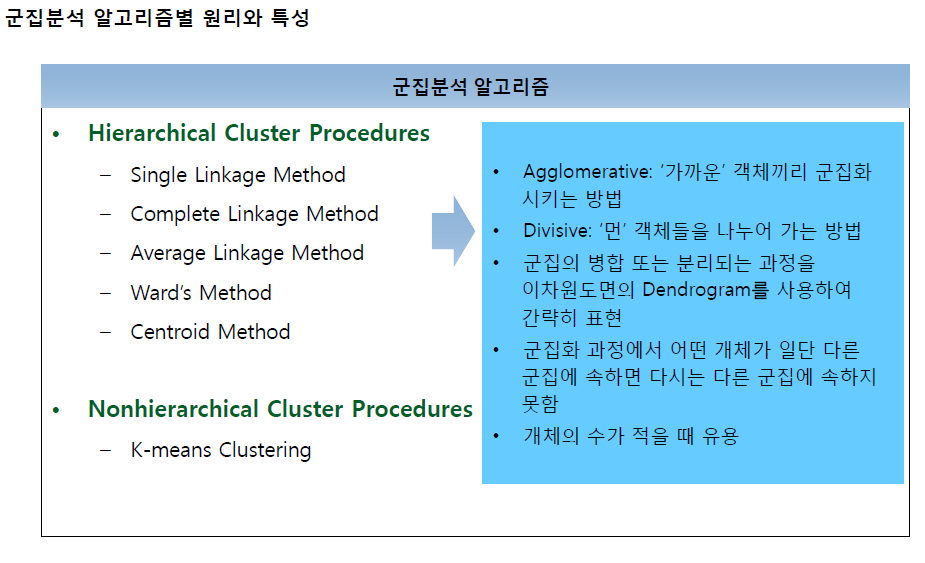 군집분석 알고리즘별 원리와 특성
군집분석 알고리즘
• Hierarchical Cluster Procedures
– Single Linkage Method
– Complete Linkage Method
– Average Linkage Method
– Ward’s Method
– Centroid Method
• Nonhierarchical Cluster Procedures
– K-means Clustering
• Agglomerative: ‘가까운’ 객체끼리 군집화
시키는 방법
• Divisive: ‘먼’ 객체들을 나누어 가는 방법
• 군집의 병합 또는 분리되는 과정을
이차원도면의 Dendrogram를 사용하여
간략히 표현
• 군집화 과정에서 어떤 개체가 일단 다른
군집에 속하면 다시는 다른 군집에 속하지
못함
• 개체의 수가 적을 때 유용